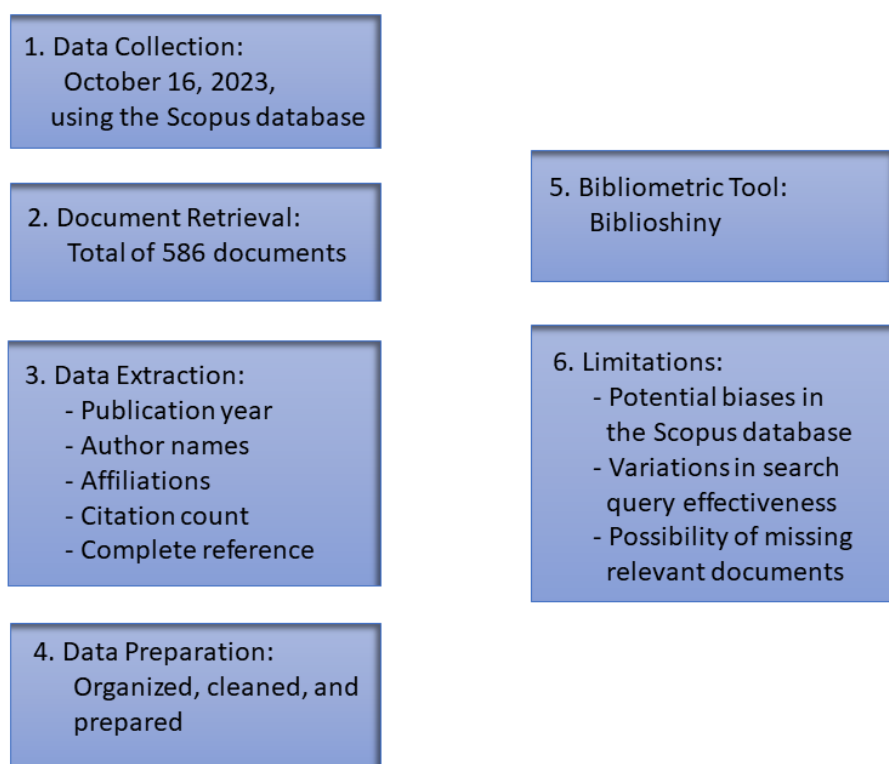 1. Data Collection:
October 16, 2023,
using the Scopus database
2. Document Retrieval:
Total of 586 documents
3. Data Extraction:
- Publication year
- Author names
- Affiliations
- Citation count
- Complete reference
4. Data Preparation:
Organized, cleaned, and
prepared
5. Bibliometric Tool:
Biblioshiny
6. Limitations:
- Potential biases in
the Scopus database
- Variations in search
query effectiveness
- Possibility of missing
relevant documents